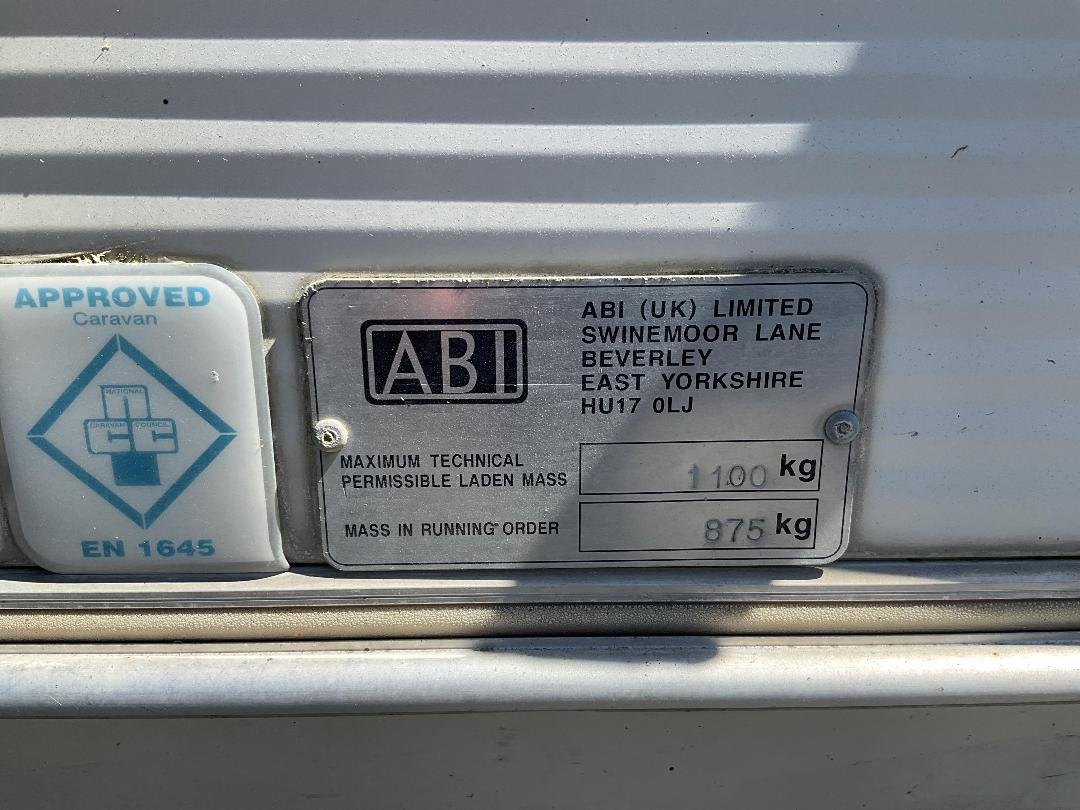 APPROVED
Caravan
NATIONAL
CARAVAN COUNCIL
NCC
EN 1645
ABI
ABI (UK) LIMITED
SWINEMOOR LANE
BEVERLEY
EAST YORKSHIRE
HU17 0LJ
MAXIMUM TECHNICAL
PERMISSIBLE LADEN MASS 1100 kg
MASS IN RUNNING ORDER 875 kg